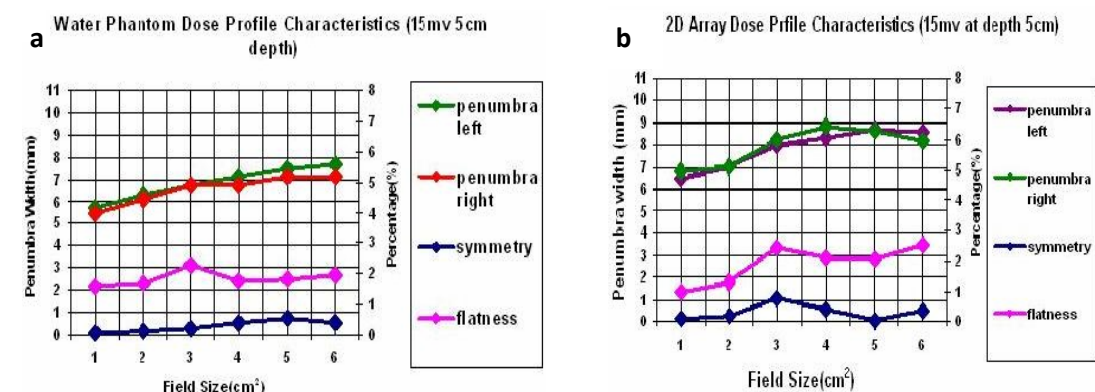 a
Water Phantom Dose Profile Characteristics (15mv 5cm
depth)
Penumbra Width(mm)
11
10
9
8
7
6
5
4
3
2
1
0
8
7
6
5
4
3
2
1
0
Percentage(%)
1 2 3 4 5 6
Field Size(cm²)
penumbra
left
penumbra
right
symmetry
flatness
b
2D Array Dose Prfile Characteristics (15mv at depth 5cm)
Penumbra width (mm)
11
10
9
8
7
6
5
4
3
2
1
0
8
7
6
5
4
3
2
1
0
Percentage(%)
1 2 3 4 5 6
Field Size(cm²)
penumbra
left
penumbra
right
symmetry
flatness